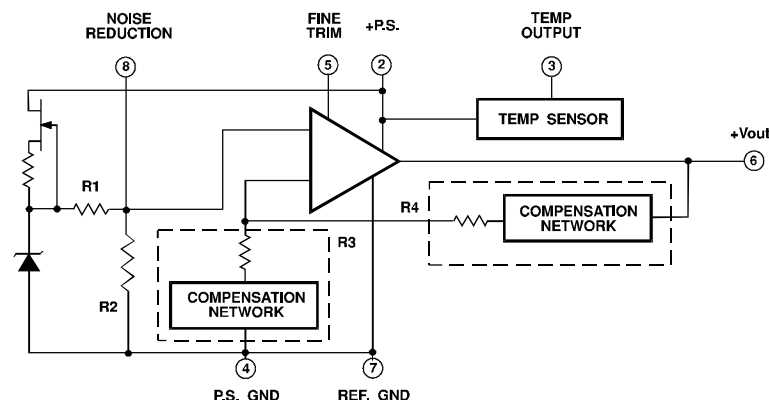 NOISE
REDUCTION
8
FINE
TRIM
5
+P.S.
2
TEMP
OUTPUT
3
TEMP SENSOR
+Vout
6
R1
R4
COMPENSATION
NETWORK
R3
R2
COMPENSATION
NETWORK
4
7
P.S. GND
REF. GND